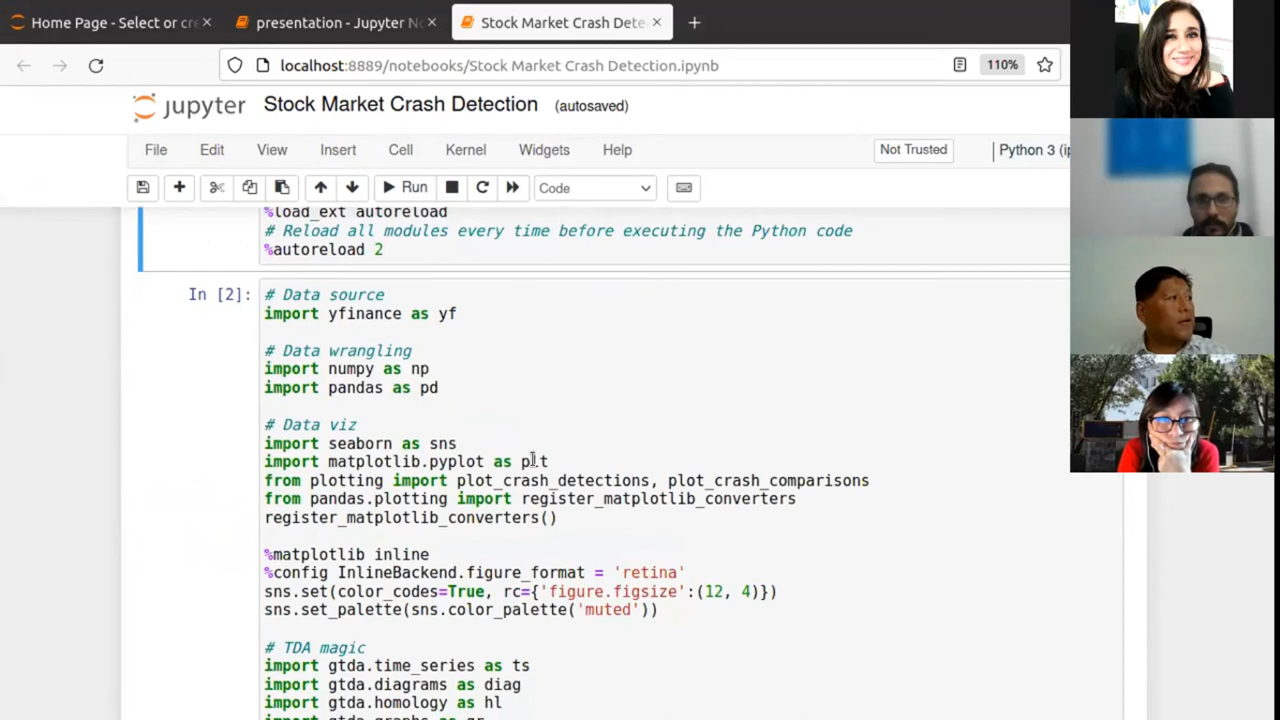 Home Page - Select or cr
presentation - Jupyter N
Stock Market Crash Dete
localhost:8889/notebooks/Stock Market Crash Detection.ipynb
110%
jupyter
Stock Market Crash Detection
(autosaved)
File Edit View Insert Cell Kernel Widgets Help
Not Trusted
Python 3 (ip
Run
Code
%load_ext autoreload
# Reload all modules every time before executing the Python code
%autoreload 2
In [2]:
# Data source
import yfinance as yf
# Data wrangling
import numpy as np
import pandas as pd
# Data viz
import seaborn as sns
import matplotlib.pyplot as plt
from plotting import plot_crash_detections, plot_crash_comparisons
from pandas.plotting import register_matplotlib_converters
register_matplotlib_converters()
%matplotlib inline
%config InlineBackend.figure_format = 'retina'
sns.set(color_codes=True, rc={'figure.figsize':(12, 4)})
sns.set_palette(sns.color_palette('muted'))
# TDA magic
import gtda.time_series as ts
import gtda.diagrams as diag
import gtda.homology as hl
import gtda.graphs as gr